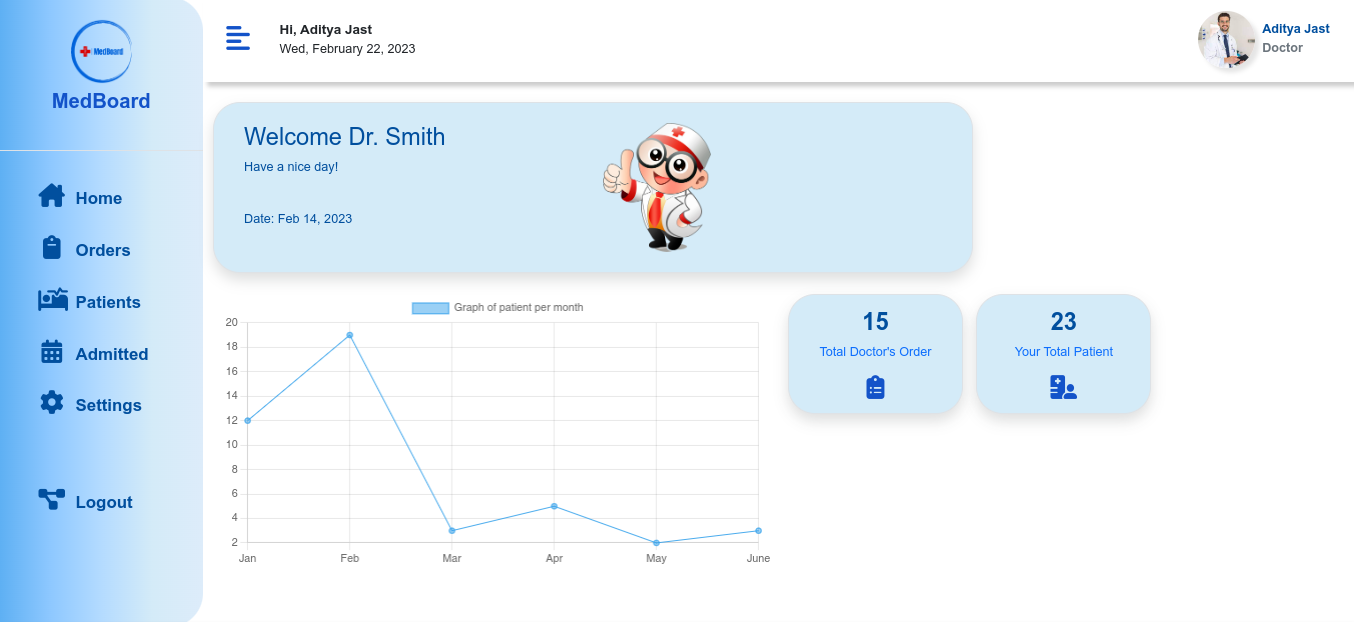 MedBoard
MedBoard
Home
Orders
Patients
Admitted
Settings
Logout
Hi, Aditya Jast
Wed, February 22, 2023
Aditya Jast
Doctor
Welcome Dr. Smith
Have a nice day!
Date: Feb 14, 2023
Graph of patient per month
20
18
16
14
12
10
8
6
4
2
Jan Feb Mar Apr May June
15
Total Doctor's Order
23
Your Total Patient